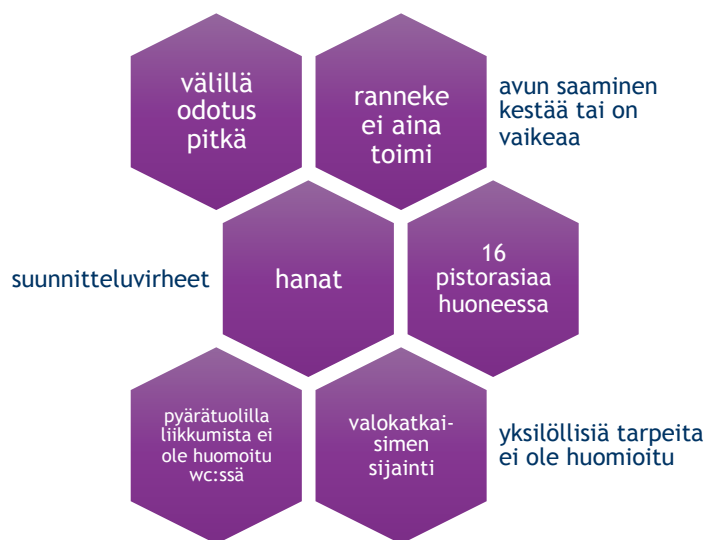 välillä
odotus
pitkä
ranneke
ei aina
toimi
avun saaminen
kestää tai on
vaikeaa
suunnitteluvirheet
hanat
16
pistorasiaa
huoneessa
pyärätuolilla
liikkumista ei
ole huomoitu
wc:ssä
valokatkai-
simen
sijainti
yksilöllisiä tarpeita
ei ole huomioitu